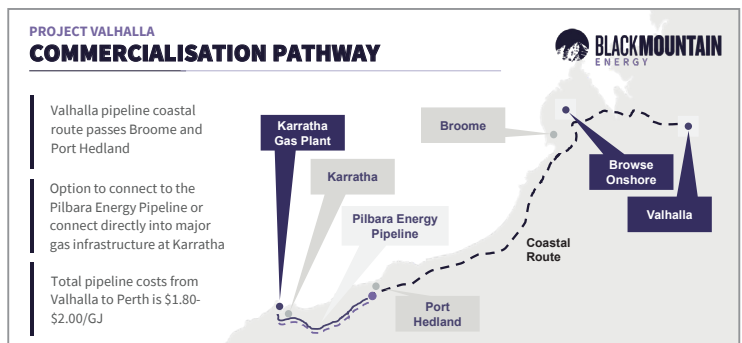 PROJECT VALHALLA
COMMERCIALISATION PATHWAY
BLACKMOUNTAIN
ENERGY
Valhalla pipeline coastal
route passes Broome and
Port Hedland
Option to connect to the
Pilbara Energy Pipeline or
connect directly into major
gas infrastructure at Karratha
Total pipeline costs from
Valhalla to Perth is $1.80-
$2.00/GJ
Karratha
Gas Plant
Karratha
Pilbara Energy
Pipeline
Broome
Browse
Onshore
Valhalla
Coastal
Route
Port
Hedland